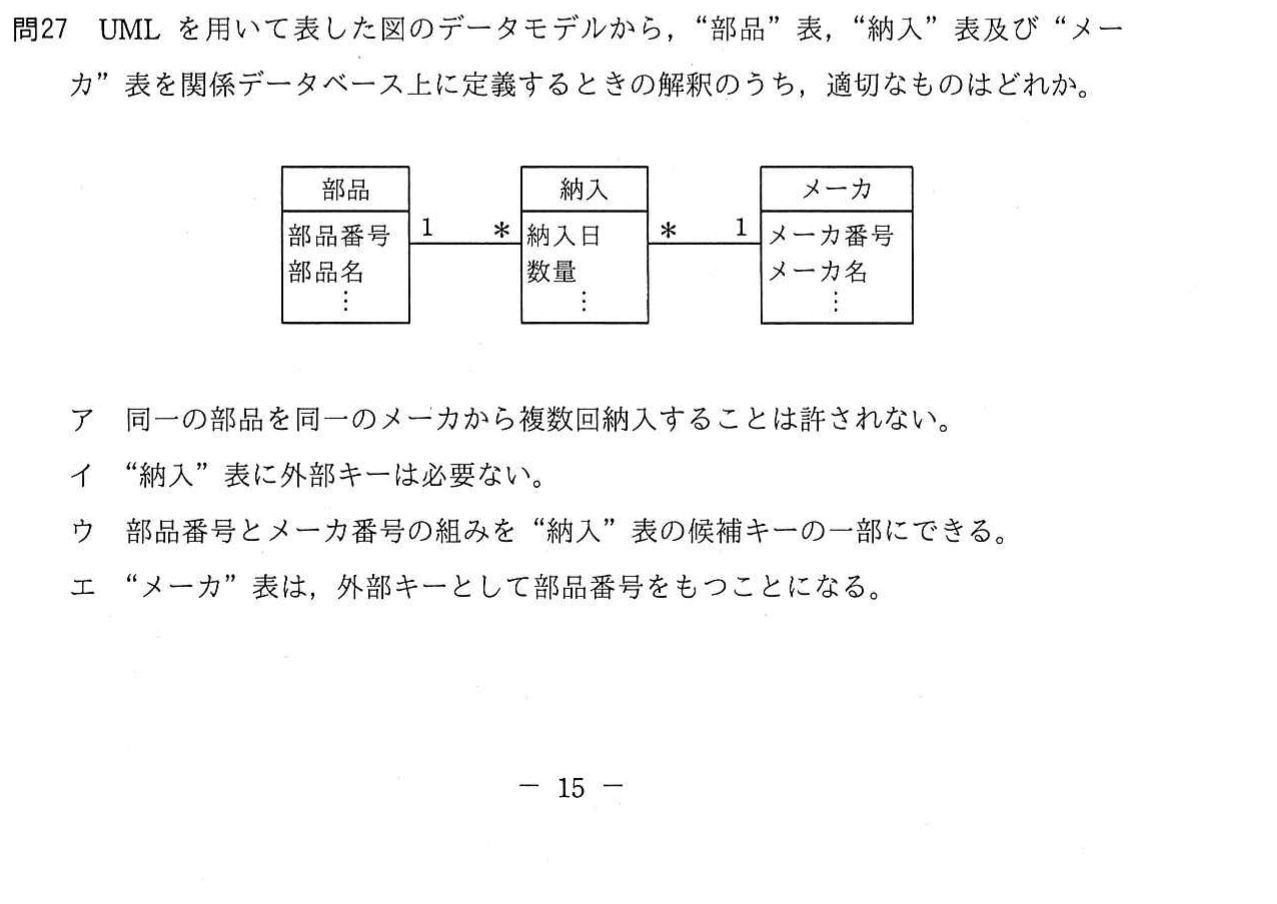 問27 UML を用いて表した図のデータモデルから，“部品”表，“納入”表及び“メー
カ”表を関係データベース上に定義するときの解釈のうち，適切なものはどれか。
部品 納入 メーカ
1 * * 1
部品番号 納入日 メーカ番号
部品名 数量 メーカ名
⋮ ⋮ ⋮
ア 同一の部品を同一のメーカから複数回納入することは許されない。
イ “納入”表に外部キーは必要ない。
ウ 部品番号とメーカ番号の組みを“納入”表の候補キーの一部にできる。
エ “メーカ”表は，外部キーとして部品番号をもつことになる。
－ 15 －